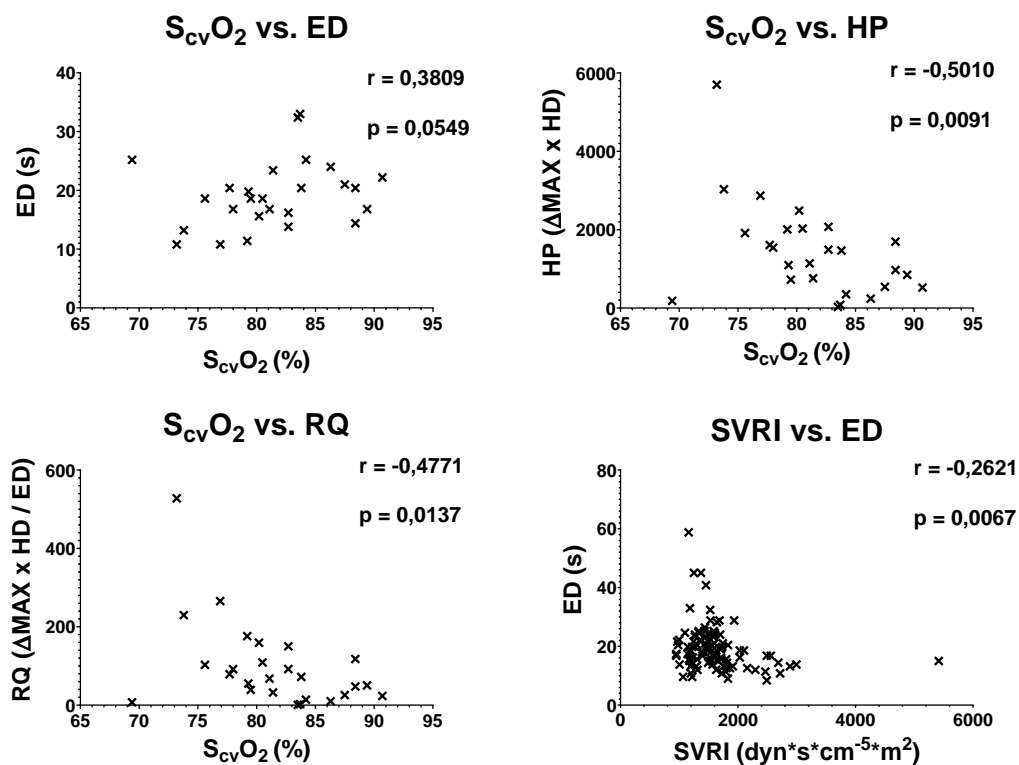 ScvO2 vs. ED
r = 0,3809
p = 0,0549
ED (s)
40
30
20
10
0
65 70 75 80 85 90 95
ScvO2 (%)
ScvO2 vs. HP
r = -0,5010
p = 0,0091
HP (ΔMAX x HD)
6000
4000
2000
0
65 70 75 80 85 90 95
ScvO2 (%)
ScvO2 vs. RQ
r = -0,4771
p = 0,0137
RQ (ΔMAX x HD / ED)
600
400
200
0
65 70 75 80 85 90 95
ScvO2 (%)
SVRI vs. ED
r = -0,2621
p = 0,0067
ED (s)
80
60
40
20
0
0 2000 4000 6000
SVRI (dyn*s*cm⁻⁵*m²)